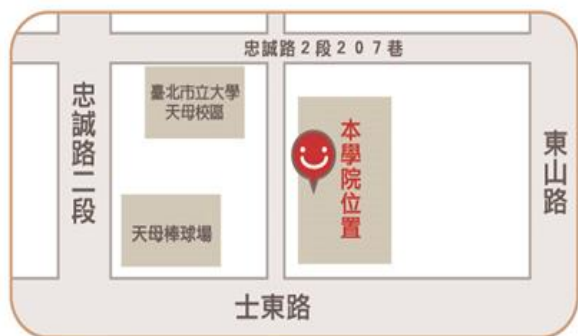 忠誠路2段207巷
臺北市立大學
天母校區
忠誠路二段
本學院位置
東山路
天母棒球場
士東路